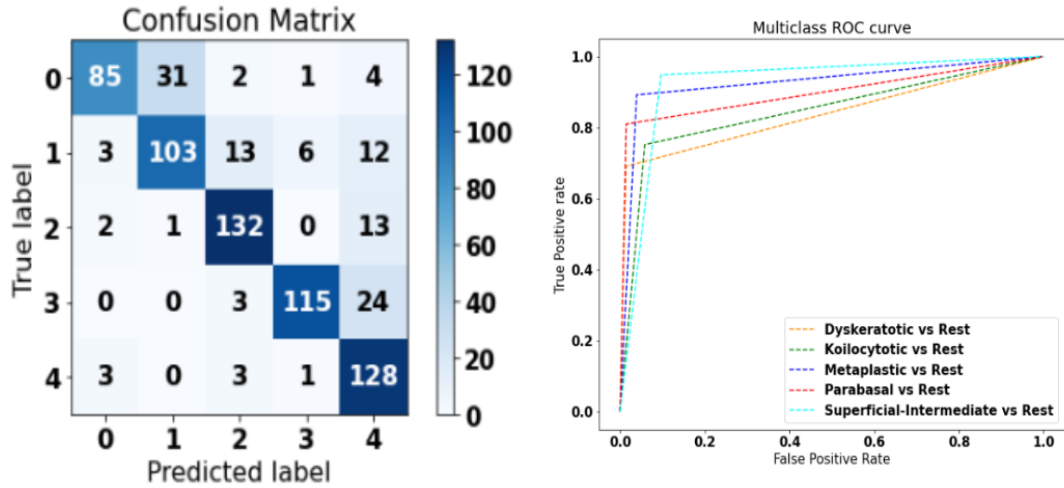 Confusion Matrix
True label
0 85 31 2 1 4
1 3 103 13 6 12
2 2 1 132 0 13
3 0 0 3 115 24
4 3 0 3 1 128
0 1 2 3 4
Predicted label
120
100
80
60
40
20
0
Multiclass ROC curve
True Positive rate
1.0
0.8
0.6
0.4
0.2
0.0
Dyskeratotic vs Rest
Koilocytotic vs Rest
Metaplastic vs Rest
Parabasal vs Rest
Superficial-Intermediate vs Rest
0.0 0.2 0.4 0.6 0.8 1.0
False Positive Rate